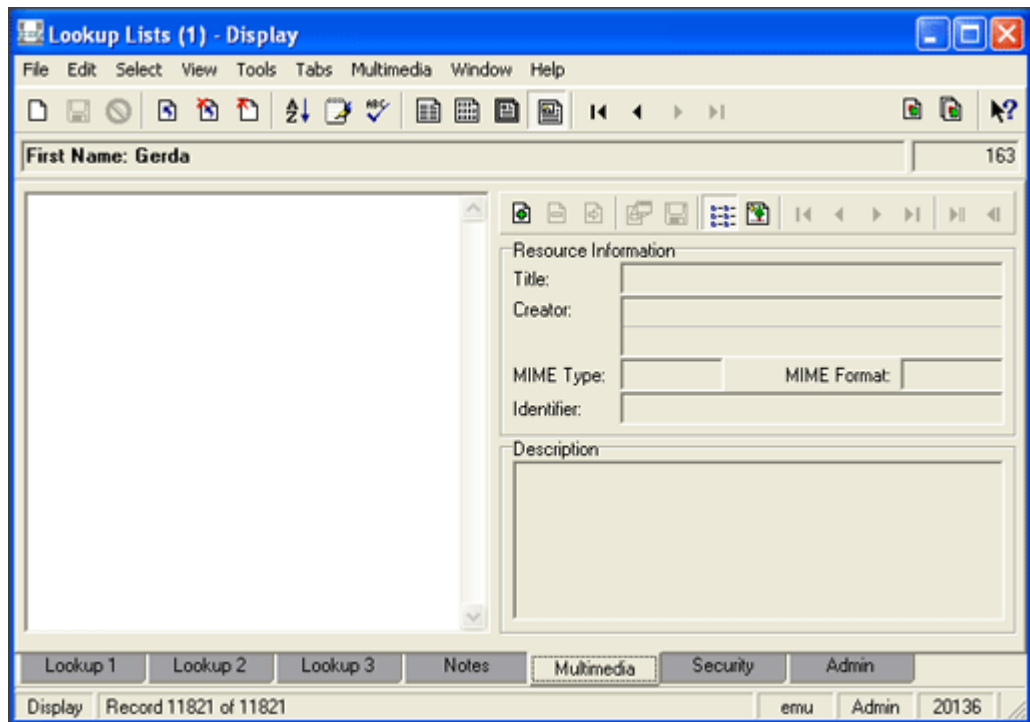 Lookup Lists (1) - Display
File Edit Select View Tools Tabs Multimedia Window Help
First Name: Gerda 163
Resource Information
Title:
Creator:
MIME Type: MIME Format:
Identifier:
Description
Lookup 1 Lookup 2 Lookup 3 Notes Multimedia Security Admin
Display Record 11821 of 11821 emu Admin 20136